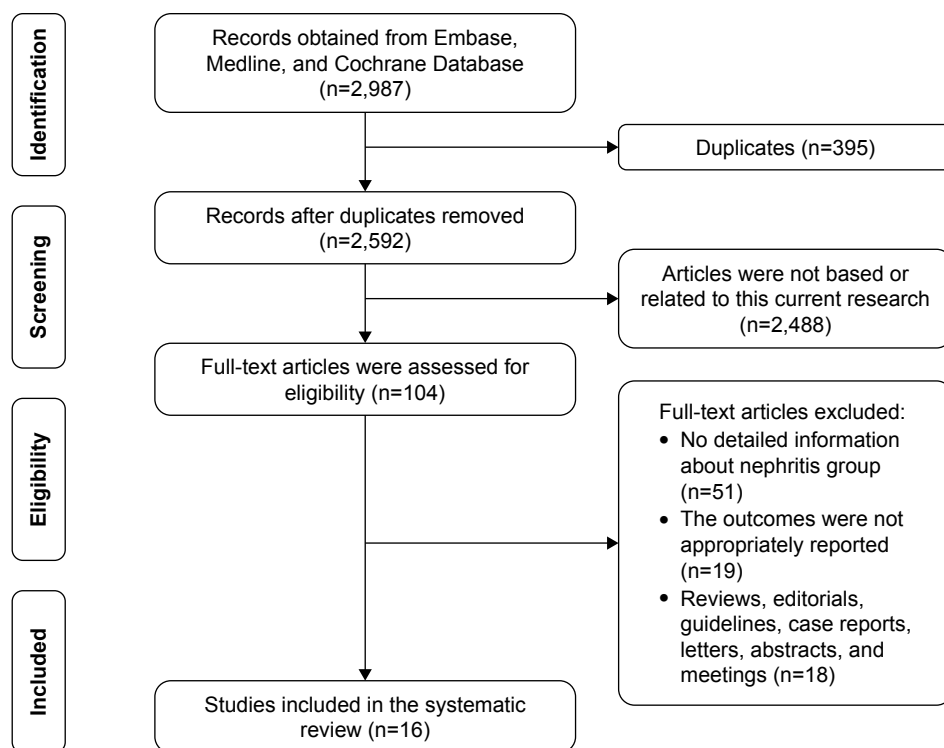 Identification
Records obtained from Embase,
Medline, and Cochrane Database
(n=2,987)
Duplicates (n=395)
Screening
Records after duplicates removed
(n=2,592)
Articles were not based or
related to this current research
(n=2,488)
Full-text articles were assessed for
eligibility (n=104)
Eligibility
Full-text articles excluded:
• No detailed information
about nephritis group
(n=51)
• The outcomes were not
appropriately reported
(n=19)
• Reviews, editorials,
guidelines, case reports,
letters, abstracts, and
meetings (n=18)
Included
Studies included in the systematic
review (n=16)